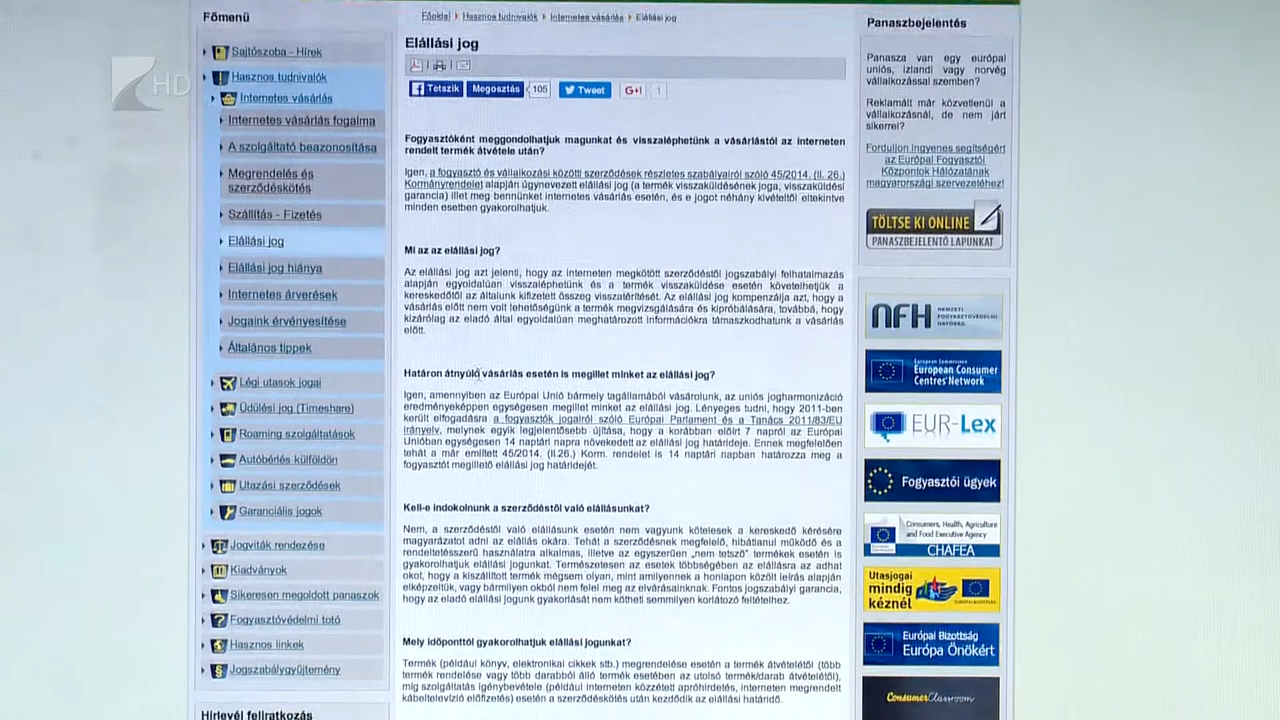 HD
Főmenü
Sajtószoba - Hírek
Hasznos tudnivalók
Internetes vásárlás
Internetes vásárlás fogalma
A szolgáltató beazonosítása
Megrendelés és
szerződéskötés
Szállítás - Fizetés
Elállási jog
Elállási jog hiánya
Internetes árverések
Jogok érvényesítése
Általános tippek
Légi utasok jogai
Üdülési jog (Timeshare)
Roaming szolgáltatások
Autóbérlés külföldön
Utazási szerződések
Garanciális jogok
Jogviták rendezése
Kiadványok
Sikeresen megoldott panaszok
Fogyasztóvédelmi totó
Hasznos linkek
Jogszabálygyűjtemény
Hírlevél feliratkozás
Főoldal Hasznos tudnivalók Internetes vásárlás Elállási jog
Elállási jog
Tetszik Megosztás 105 Tweet G+1 1
Fogyasztóként meggondolhatjuk magunkat és visszaléphetünk a vásárlástól az interneten
rendelt termék átvétele után?
Igen, a fogyasztó és vállalkozás közötti szerződések részletes szabályairól szóló 45/2014. (II. 26.)
Kormányrendelet alapján úgynevezett elállási jog (a termék visszaküldésének joga, visszaküldési
garancia) illet meg bennünket internetes vásárlás esetén, és e jogot néhány kivételtől eltekintve
minden esetben gyakorolhatjuk.
Mi az az elállási jog?
Az elállási jog azt jelenti, hogy az interneten megkötött szerződéstől jogszabályi felhatalmazás
alapján egyoldalúan visszaléphetünk és a termék visszaküldése esetén követelhetjük a
kereskedőtől az általunk kifizetett összeg visszatérítését. Az elállási jog kompenzálja azt, hogy a
vásárlás előtt nem volt lehetőségünk a termék megvizsgálására és kipróbálására, továbbá, hogy
kizárólag az eladó által egyoldalúan meghatározott információkra támaszkodhatunk a vásárlás
előtt.
Határon átnyúló vásárlás esetén is megillet minket az elállási jog?
Igen, amennyiben az Európai Unió bármely tagállamából vásárolunk, az uniós jogharmonizáció
eredményeképpen egységesen megillet minket az elállási jog. Lényeges tudni, hogy 2011-ben
került elfogadásra a fogyasztók jogairól szóló Európai Parlament és a Tanács 2011/83/EU
irányelv, melynek egyik legjelentősebb újítása, hogy a korábban előírt 7 napról az Európai
Unióban egységesen 14 naptári napra növekedett az elállási jog határideje. Ennek megfelelően
tehát a már említett 45/2014. (II.26.) Korm. rendelet is 14 naptári napban határozza meg a
fogyasztót megillető elállási jog határidejét.
Kell-e indokolnunk a szerződéstől való elállásunkat?
Nem, a szerződéstől való elállásunk esetén nem vagyunk kötelesek a kereskedő kérésére
magyarázatot adni az elállás okára. Tehát a szerződésnek megfelelő, hibátlanul működő és a
rendeltetésszerű használatra alkalmas, illetve az egyszerűen „nem tetsző" termékek esetén is
gyakorolhatjuk elállási jogunkat. Természetesen az esetek többségében az elállásra az adhat
okot, hogy a kiszállított termék mégsem olyan, mint amilyennek a honlapon közölt leírás alapján
elképzeltük, vagy bármilyen okból nem felel meg az elvárásainknak. Fontos jogszabályi garancia,
hogy az eladó elállási jogunk gyakorlását nem kötheti semmilyen korlátozó feltételhez.
Mely időponttól gyakorolhatjuk elállási jogunkat?
Termék (például könyv, elektronikai cikkek stb.) megrendelése esetén a termék átvételétől (több
termék rendelése vagy több darabból álló termék esetében az utolsó termék/darab átvételétől),
míg szolgáltatás igénybevétele (például interneten közzétett apróhirdetés, interneten megrendelt
kábeltelevízió előfizetés) esetén a szerződéskötés után kezdődik az elállási határidő.
Panaszbejelentés
Panasza van egy európai
uniós, izlandi vagy norvég
vállalkozással szemben?
Reklamált már közvetlenül a
vállalkozásnál, de nem járt
sikerrel?
Forduljon ingyenes segítségért
az Európai Fogyasztói
Központok Hálózatának
magyarországi szervezetéhez!
TÖLTSE KI ONLINE
PANASZBEJELENTŐ LAPUNKAT
NFH NEMZETI
FOGYASZTÓVÉDELMI
HATÓSÁG
European Commission
European Consumer
Centres' Network
EUR-Lex
Fogyasztói ügyek
Consumers, Health, Agriculture
and Food Executive Agency
CHAFEA
Utasjogai
mindig
kéznél
EURÓPAI BIZOTTSÁG
Európai Bizottság
Európa Önökért
ConsumerClassroom